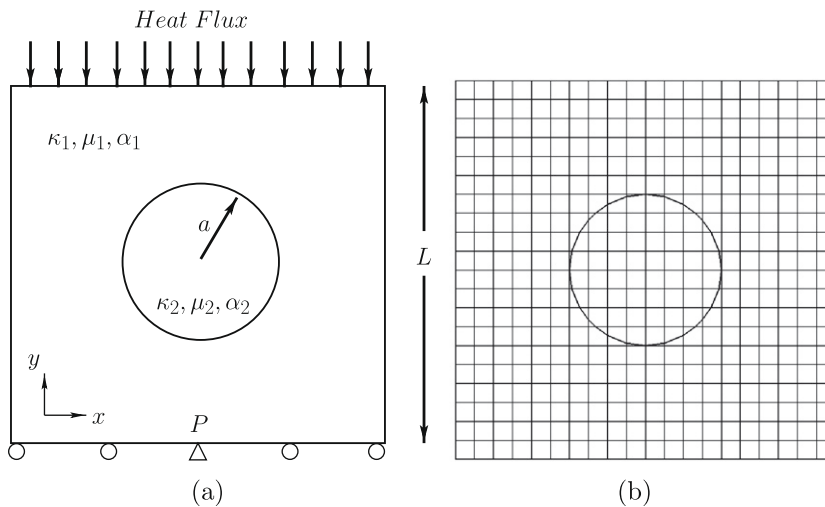 Heat Flux
κ₁, μ₁, α₁
a
κ₂, μ₂, α₂
L
y
x
P
(a)
(b)